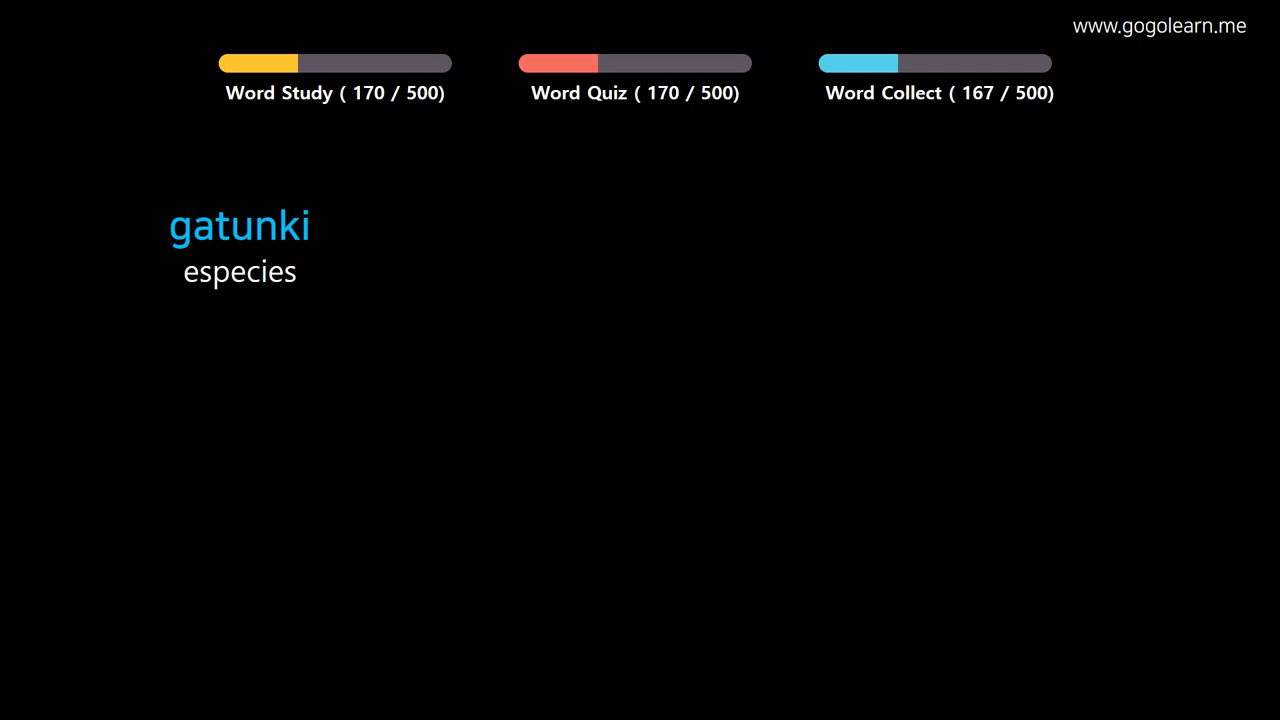 www.gogolearn.me
Word Study ( 170 / 500)
Word Quiz ( 170 / 500)
Word Collect ( 167 / 500)
gatunki
especies